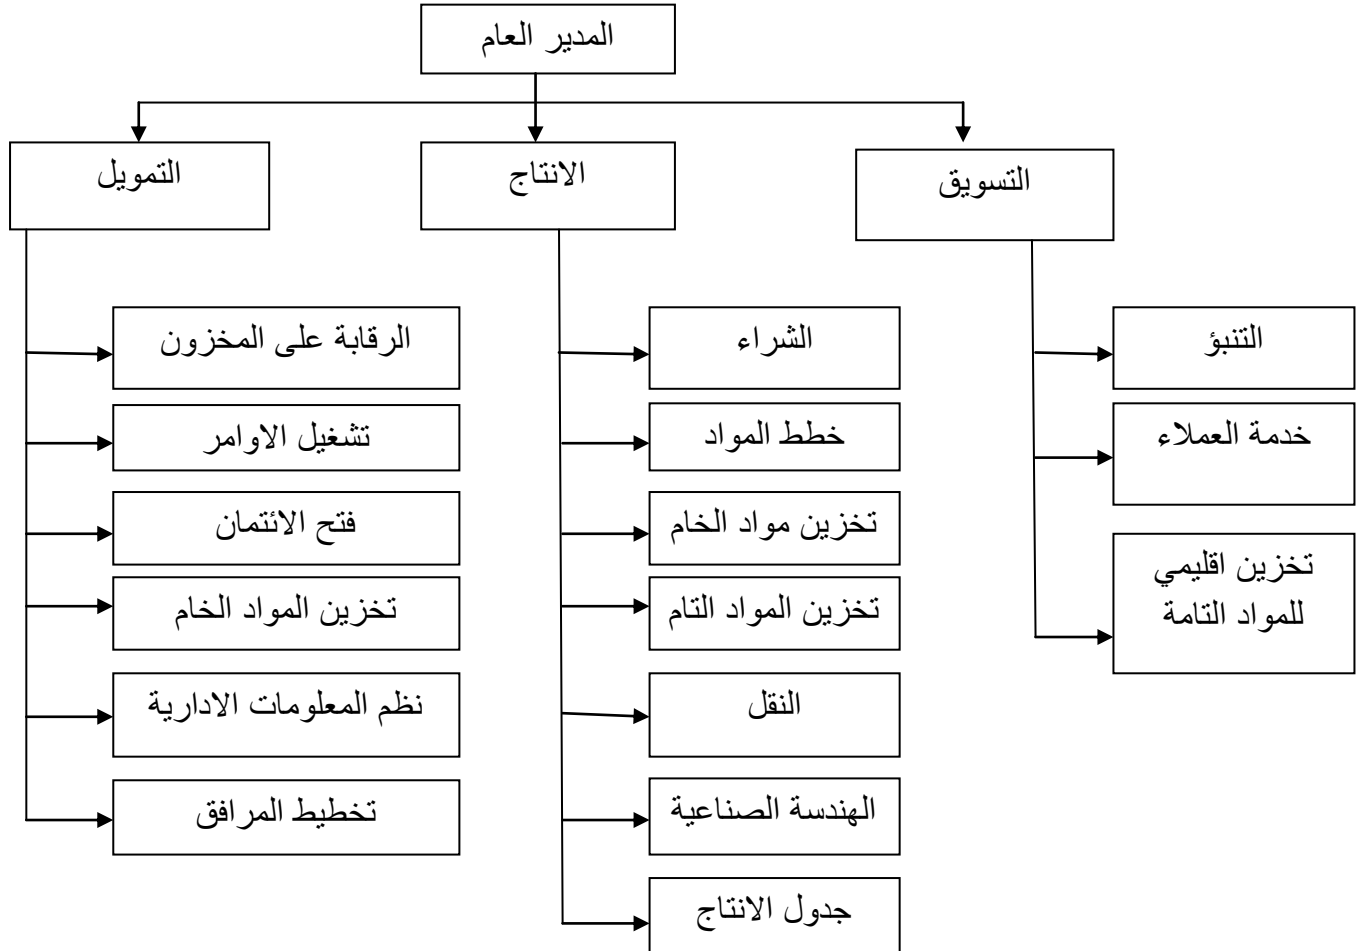 المدير العام
التسويق
الانتاج
التمويل
التنبؤ
خدمة العملاء
تخزين اقليمي
للمواد التامة
الشراء
خطط المواد
تخزين مواد الخام
تخزين المواد التام
النقل
الهندسة الصناعية
جدول الانتاج
الرقابة على المخزون
تشغيل الاوامر
فتح الائتمان
تخزين المواد الخام
نظم المعلومات الادارية
تخطيط المرافق